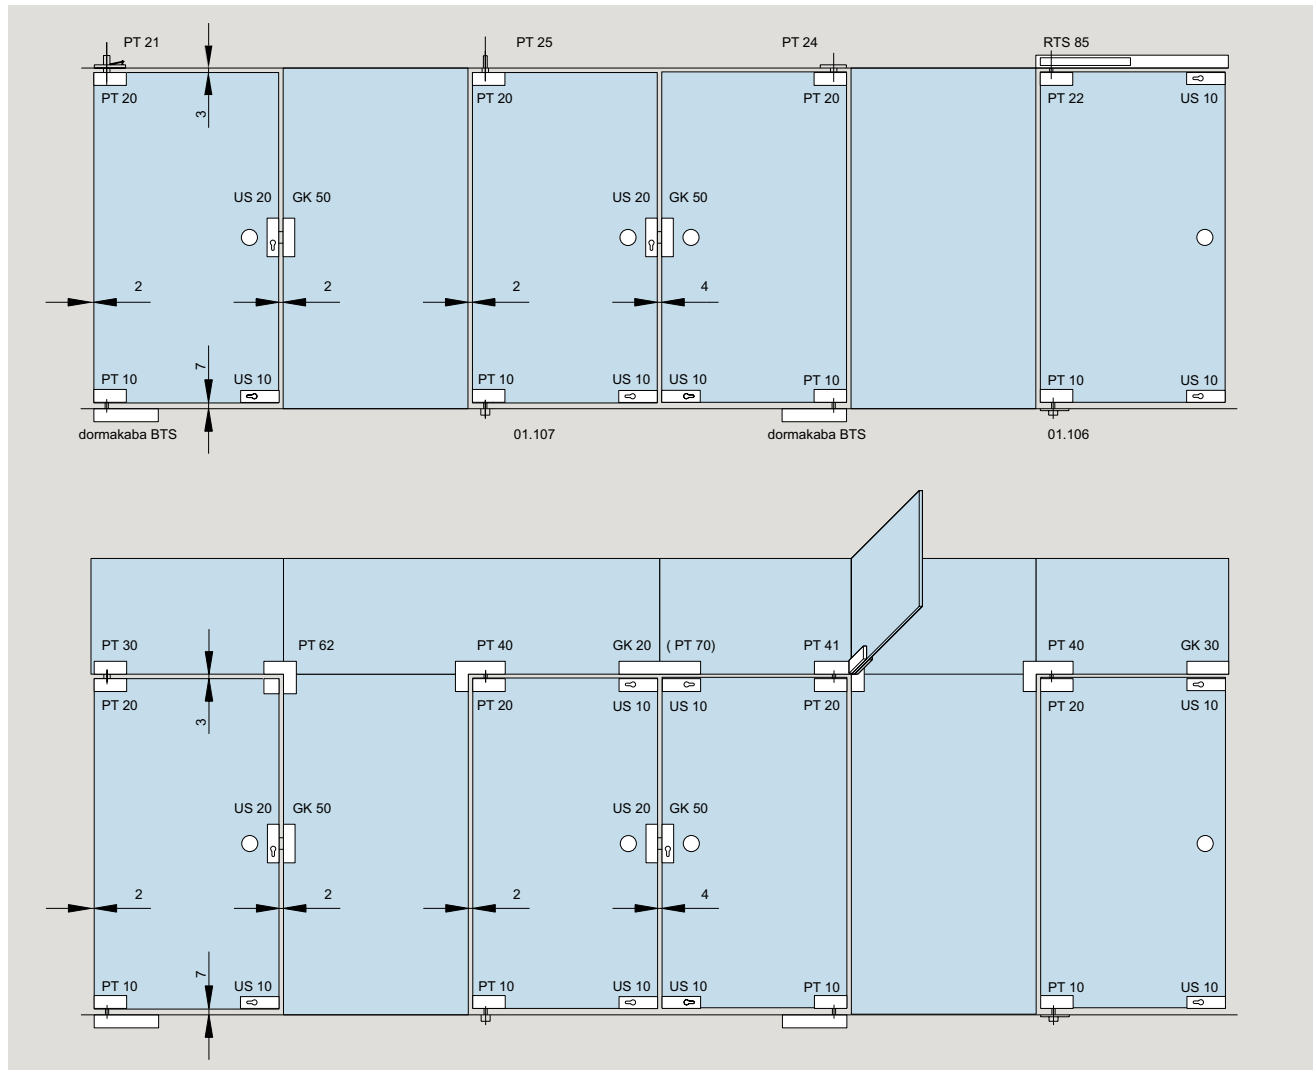 PT 21 PT 25 PT 24 RTS 85
PT 20 PT 20 PT 20 PT 22 US 10
3
US 20 GK 50 US 20 GK 50
2 2 2 4
7
PT 10 US 10 PT 10 US 10 US 10 PT 10 PT 10 US 10
dormakaba BTS 01.107 dormakaba BTS 01.106
PT 30 PT 62 PT 40 GK 20 ( PT 70) PT 41 PT 40 GK 30
PT 20 PT 20 US 10 US 10 PT 20 PT 20 US 10
3
US 20 GK 50 US 20 GK 50
2 2 2 4
7
PT 10 US 10 PT 10 US 10 US 10 PT 10 PT 10 US 10